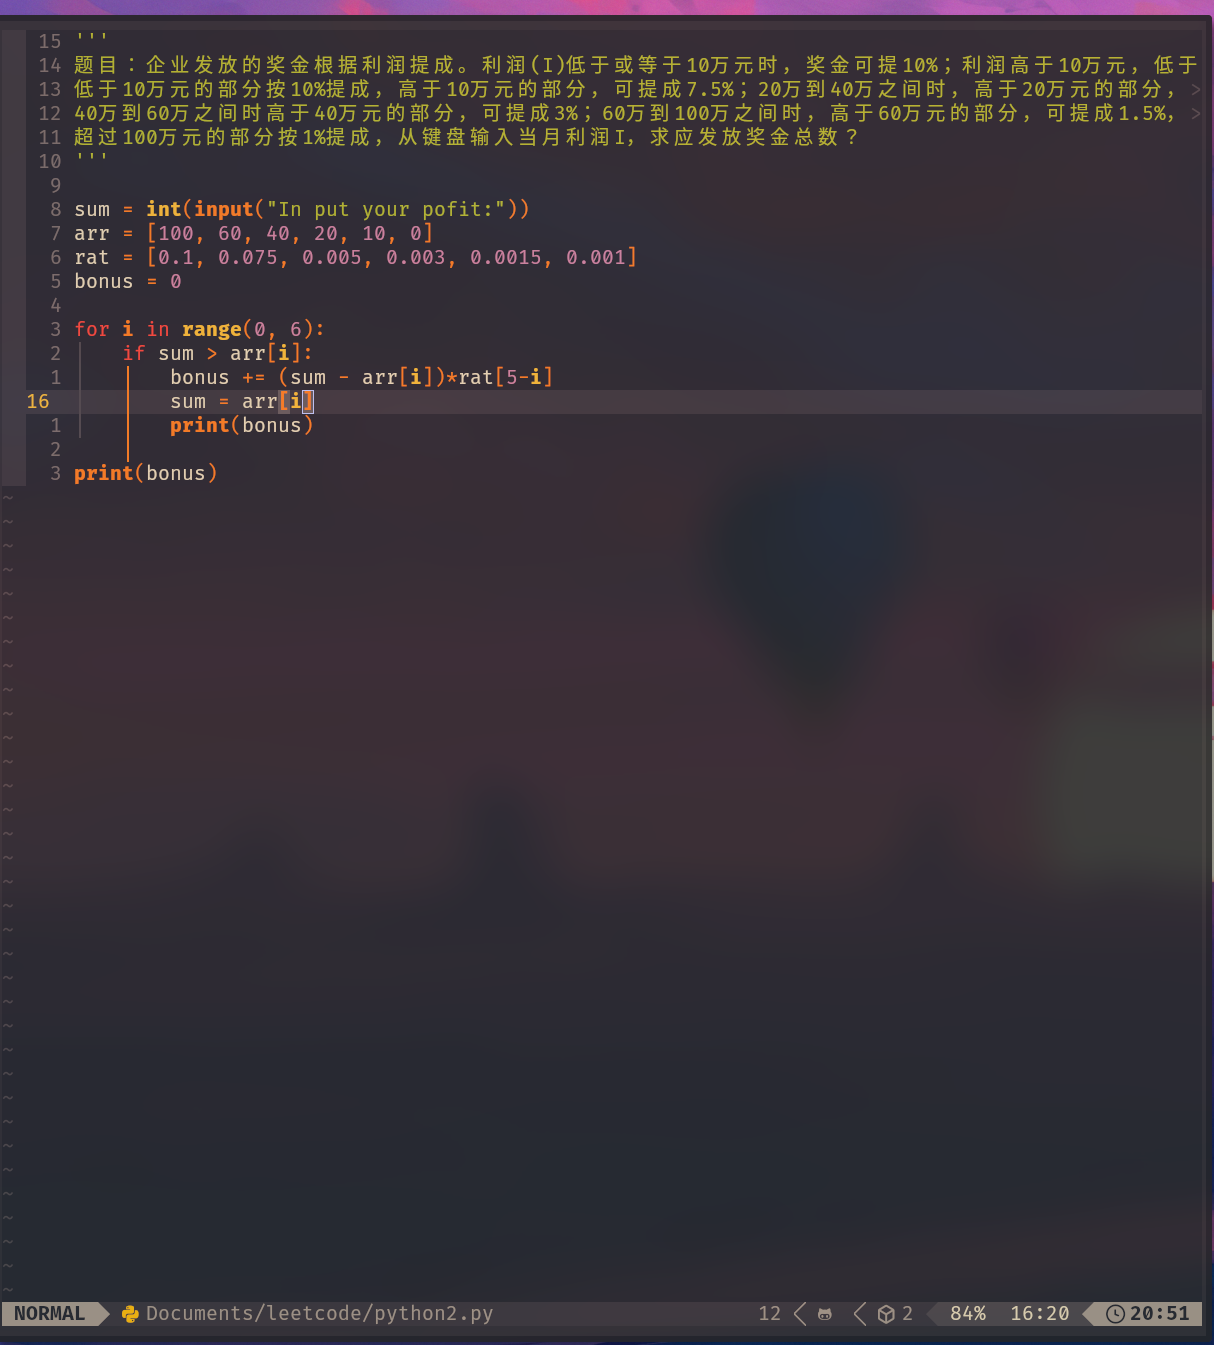 15 '''
14 题目：企业发放的奖金根据利润提成。利润(I)低于或等于10万元时，奖金可提10%；利润高于10万元，低于
13 低于10万元的部分按10%提成，高于10万元的部分，可提成7.5%；20万到40万之间时，高于20万元的部分，>
12 40万到60万之间时高于40万元的部分，可提成3%；60万到100万之间时，高于60万元的部分，可提成1.5%，>
11 超过100万元的部分按1%提成，从键盘输入当月利润I，求应发放奖金总数？
10 '''
9
8 sum = int(input("In put your pofit:"))
7 arr = [100, 60, 40, 20, 10, 0]
6 rat = [0.1, 0.075, 0.005, 0.003, 0.0015, 0.001]
5 bonus = 0
4
3 for i in range(0, 6):
2 if sum > arr[i]:
1 bonus += (sum - arr[i])*rat[5-i]
16 sum = arr[i]
1 print(bonus)
2
3 print(bonus)
NORMAL Documents/leetcode/python2.py 12 2 84% 16:20 20:51